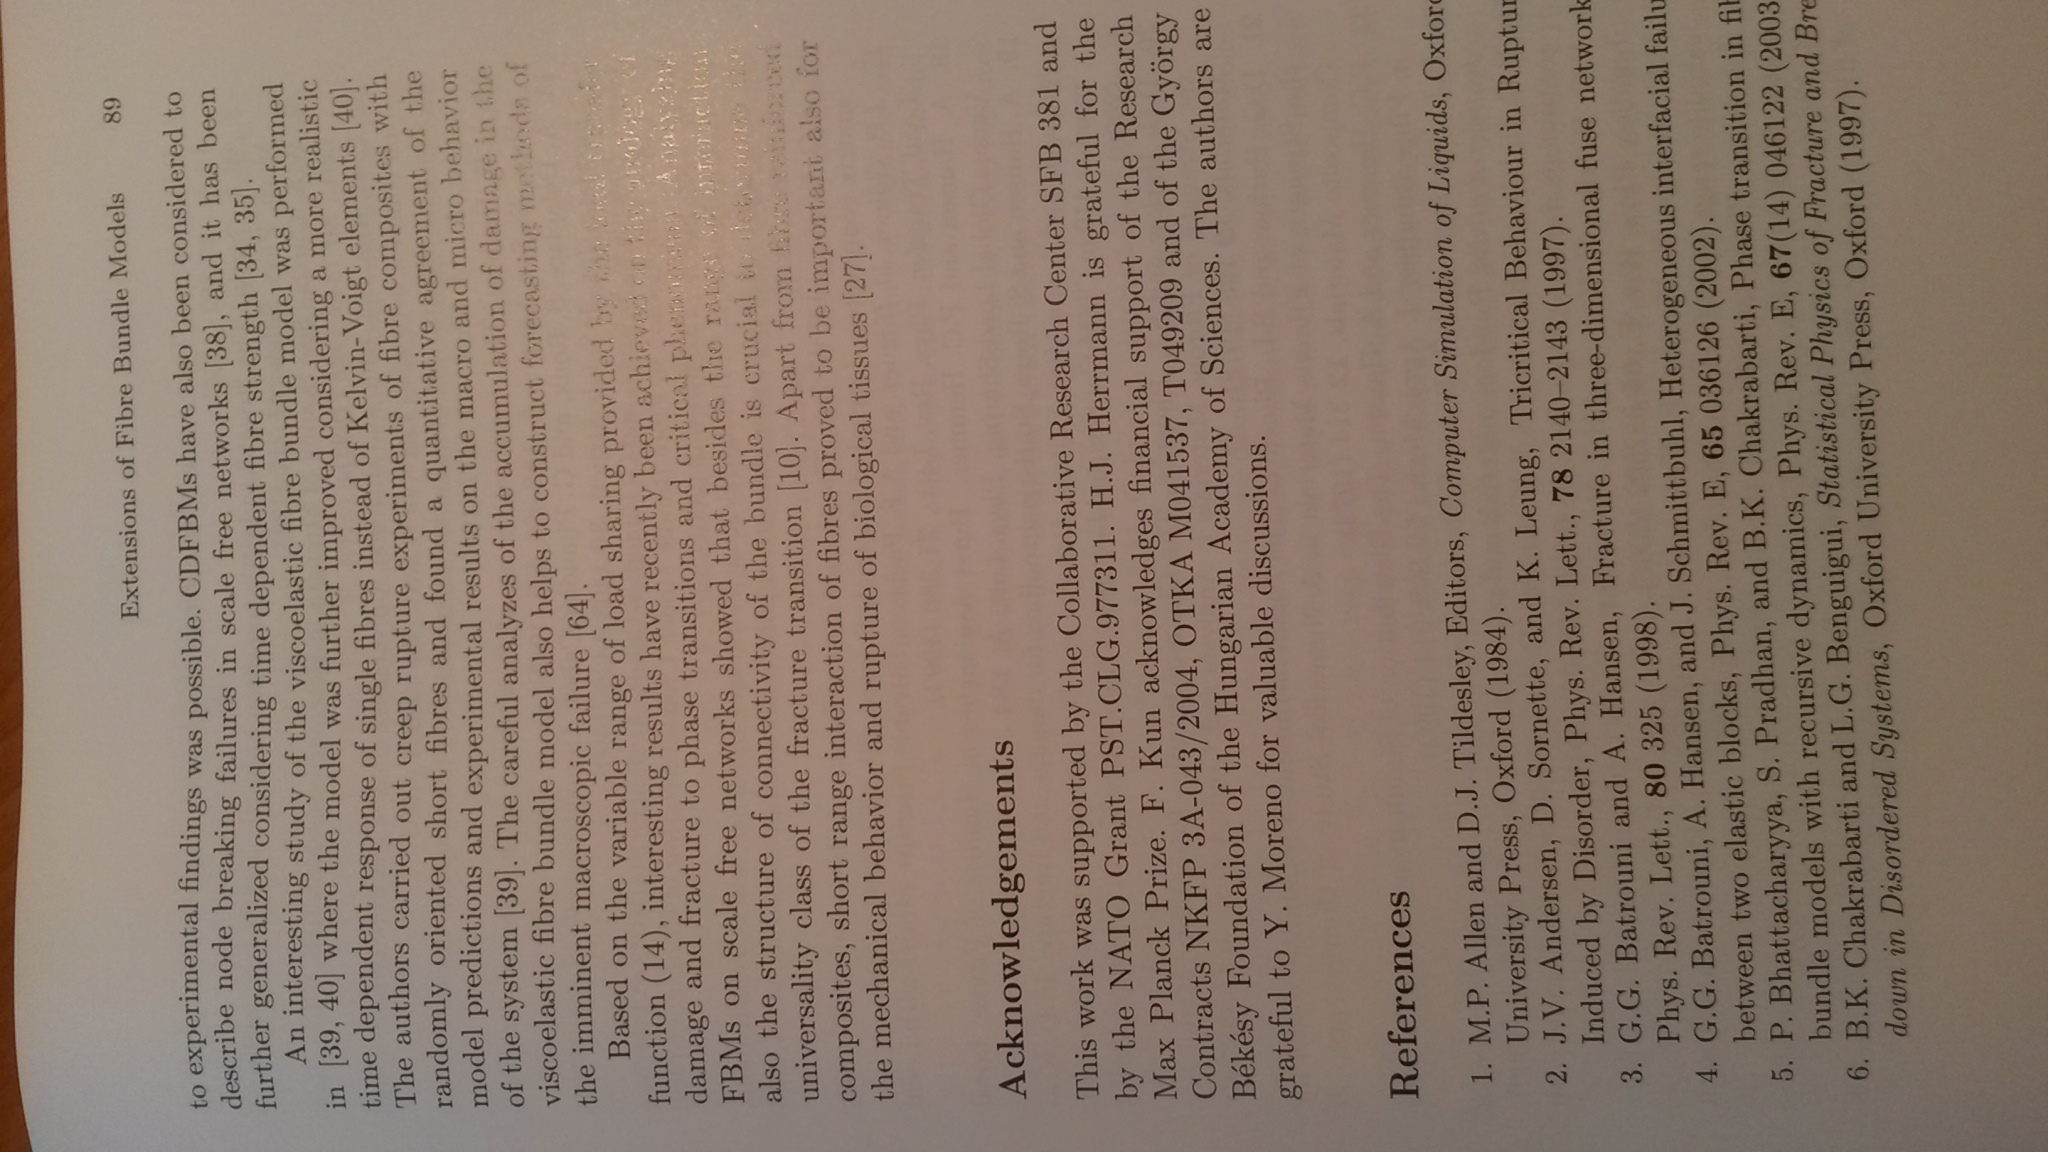 Extensions of Fibre Bundle Models 89
to experimental findings was possible. CDFBMs have also been considered to
describe node breaking failures in scale free networks [38], and it has been
further generalized considering time dependent fibre strength [34, 35].
An interesting study of the viscoelastic fibre bundle model was performed
in [39, 40] where the model was further improved considering a more realistic
time dependent response of single fibres instead of Kelvin-Voigt elements [40].
The authors carried out creep rupture experiments of fibre composites with
randomly oriented short fibres and found a quantitative agreement of the
model predictions and experimental results on the macro and micro behavior
of the system [39]. The careful analyzes of the accumulation of damage in the
viscoelastic fibre bundle model also helps to construct forecasting methods of
the imminent macroscopic failure [64].
Based on the variable range of load sharing provided by the load
function (14), interesting results have recently been achieved on the of
damage and fracture to phase transitions and critical phenomena. Analyzing
FBMs on scale free networks showed that besides the range of interaction
also the structure of connectivity of the bundle is crucial to determine the
universality class of the fracture transition [10]. Apart from fibre reinforced
composites, short range interaction of fibres proved to be important also for
the mechanical behavior and rupture of biological tissues [27].
Acknowledgements
This work was supported by the Collaborative Research Center SFB 381 and
by the NATO Grant PST.CLG.977311. H.J. Herrmann is grateful for the
Max Planck Prize. F. Kun acknowledges financial support of the Research
Contracts NKFP 3A-043/2004, OTKA M041537, T049209 and of the György
Békésy Foundation of the Hungarian Academy of Sciences. The authors are
grateful to Y. Moreno for valuable discussions.
References
1. M.P. Allen and D.J. Tildesley, Editors, Computer Simulation of Liquids, Oxford
University Press, Oxford (1984).
2. J.V. Andersen, D. Sornette, and K. Leung, Tricritical Behaviour in Ruptur
Induced by Disorder, Phys. Rev. Lett., 78 2140–2143 (1997).
3. G.G. Batrouni and A. Hansen, Fracture in three-dimensional fuse network
Phys. Rev. Lett., 80 325 (1998).
4. G.G. Batrouni, A. Hansen, and J. Schmittbuhl, Heterogeneous interfacial failu
between two elastic blocks, Phys. Rev. E, 65 036126 (2002).
5. P. Bhattacharyya, S. Pradhan, and B.K. Chakrabarti, Phase transition in fib
bundle models with recursive dynamics, Phys. Rev. E, 67(14) 046122 (2003
6. B.K. Chakrabarti and L.G. Benguigui, Statistical Physics of Fracture and Bre
down in Disordered Systems, Oxford University Press, Oxford (1997).